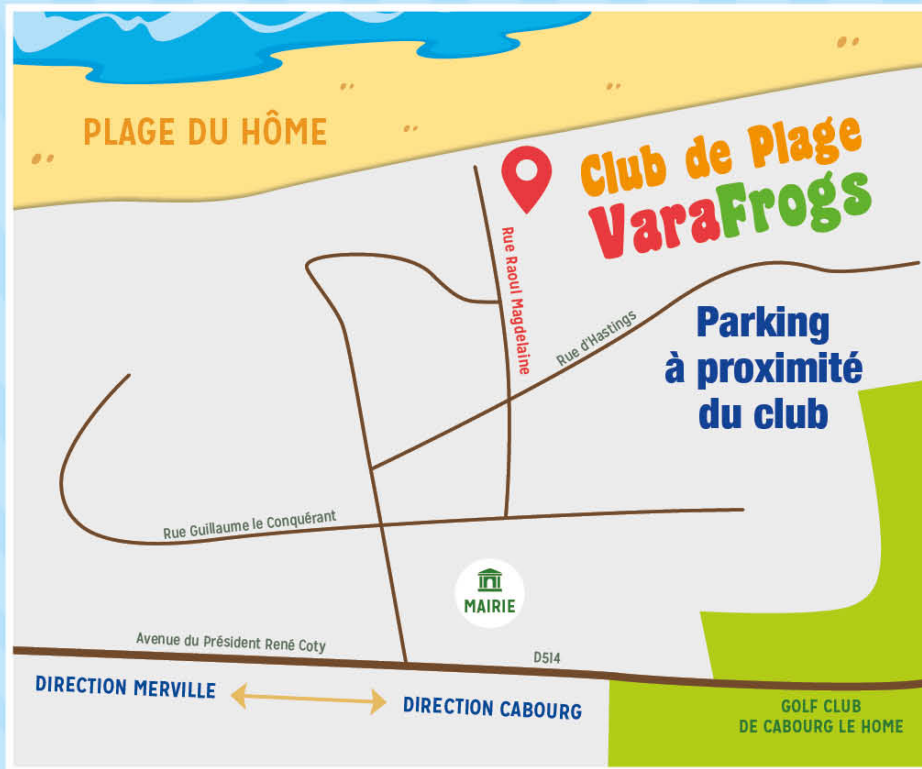 PLAGE DU HÔME
Club de Plage
VaraFrogs
Rue Raoul Magdelaine
Rue d'Hastings
Parking
à proximité
du club
Rue Guillaume le Conquérant
MAIRIE
Avenue du Président René Coty
D514
DIRECTION MERVILLE
DIRECTION CABOURG
GOLF CLUB
DE CABOURG LE HOME